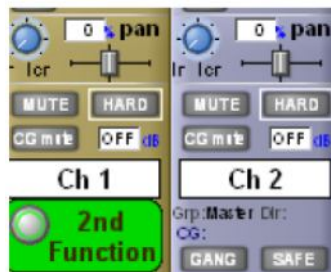 0 % pan 0 % pan
lr lcr lr lcr
MUTE HARD MUTE HARD
CG mute OFF dB CG mute OFF dB
Ch 1 Ch 2
2nd Function
Grp:Master Dir:
CG:
GANG SAFE